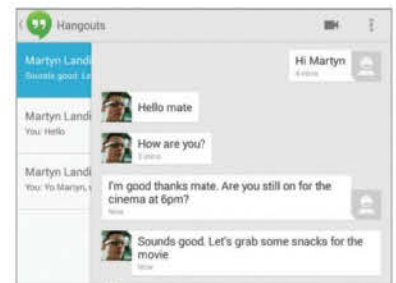 Hangouts
Martyn Landi
Sounds good. Le
Martyn Landi
You: Hello
Martyn Landi
You: Yo Martyn,
Hi Martyn
4 mins
Hello mate
How are you?
3 mins
I'm good thanks mate. Are you still on for the
cinema at 6pm?
Now
Sounds good. Let's grab some snacks for the
movie
Now